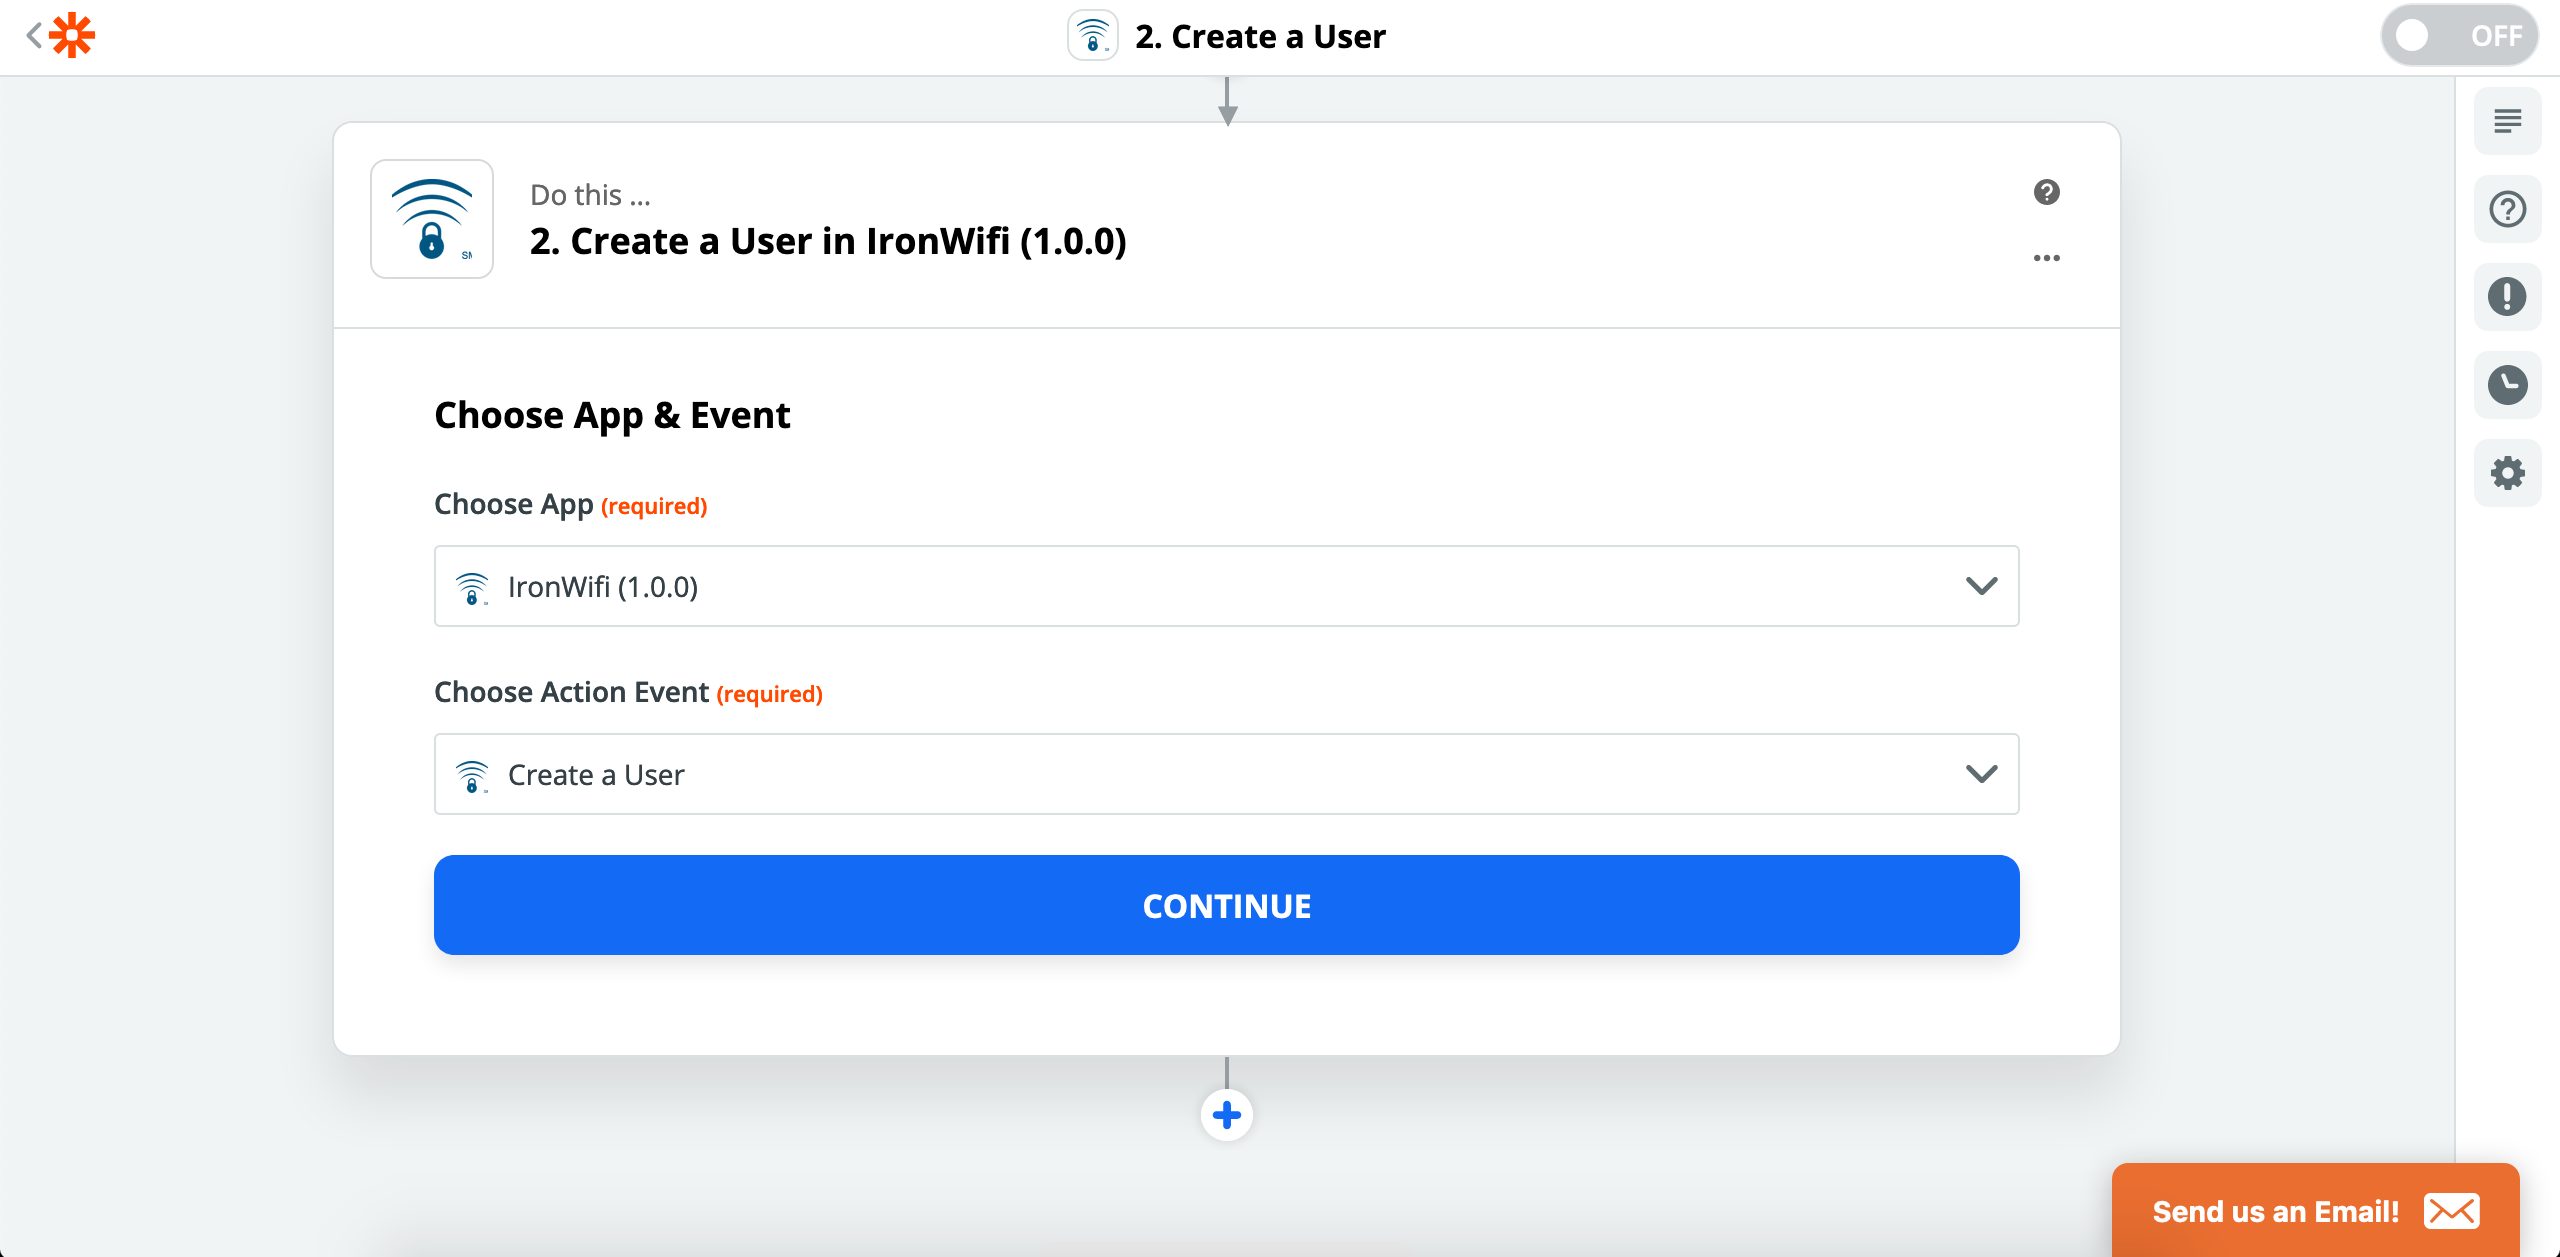 2. Create a User
OFF
Do this ...
2. Create a User in IronWifi (1.0.0)
Choose App & Event
Choose App (required)
IronWifi (1.0.0)
Choose Action Event (required)
Create a User
CONTINUE
Send us an Email!